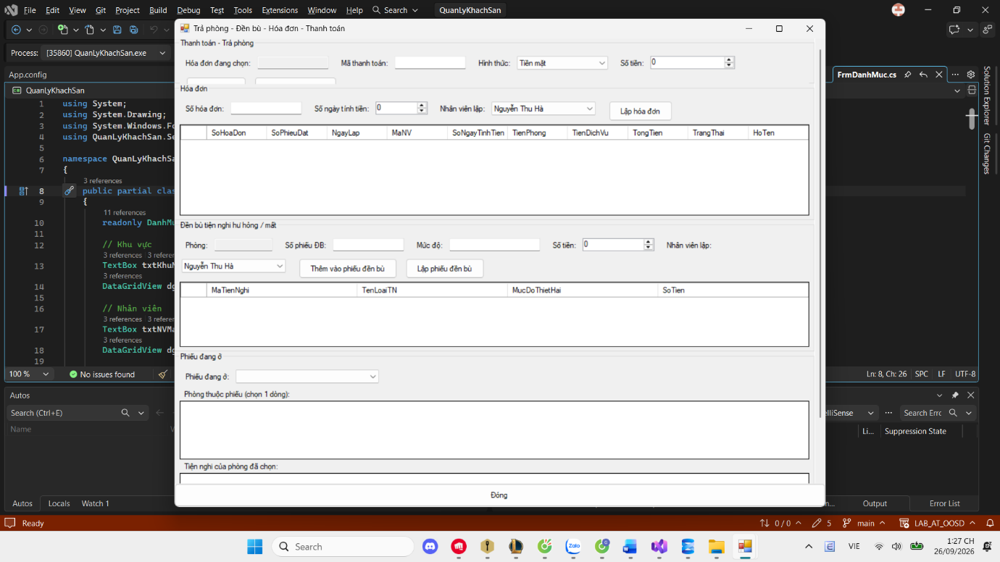 File Edit View Git Project Build Debug Test Tools Extensions Window Help Search QuanLyKhachSan
Process: [35860] QuanLyKhachSan.exe
App.config
FrmDanhMuc.cs
QuanLyKhachSan
1 using System;
2 using System.Drawing;
3 using System.Windows.Fo
4 using QuanLyKhachSan.Se
5
6 namespace QuanLyKhachSa
7 {
3 references
8 public partial clas
9 {
11 references
10 readonly DanhMu
11
12 // Khu vực
3 references 3 referen
13 TextBox txtKhuM
3 references
14 DataGridView dg
15
16 // Nhân viên
3 references 3 referen
17 TextBox txtNVMa
3 references
18 DataGridView dg
19
100 % No issues found
Ln: 8, Ch: 26 SPC LF UTF-8
Solution Explorer
Git Changes
Trả phòng - Đền bù - Hóa đơn - Thanh toán
Thanh toán - Trả phòng
Hóa đơn đang chọn: Mã thanh toán: Hình thức: Tiền mặt Số tiền: 0
Hóa đơn
Số hóa đơn: Số ngày tính tiền: 0 Nhân viên lập: Nguyễn Thu Hà Lập hóa đơn
SoHoaDon SoPhieuDat NgayLap MaNV SoNgayTinhTien TienPhong TienDichVu TongTien TrangThai HoTen
Đền bù tiện nghi hư hỏng / mất
Phòng: Số phiếu ĐB: Mức độ: Số tiền: 0 Nhân viên lập:
Nguyễn Thu Hà Thêm vào phiếu đền bù Lập phiếu đền bù
MaTienNghi TenLoaiTN MucDoThietHai SoTien
Phiếu đang ở
Phiếu đang ở:
Phòng thuộc phiếu (chọn 1 dòng):
Tiện nghi của phòng đã chọn:
Đóng
Autos
Search (Ctrl+E)
Name
elliSense Search Errc
Li... Suppression State
Autos Locals Watch 1
n... Output Error List
Ready
0 / 0 5 main LAB_AT_OOSD
Search
Zalo
VIE
1:27 CH
26/09/2026